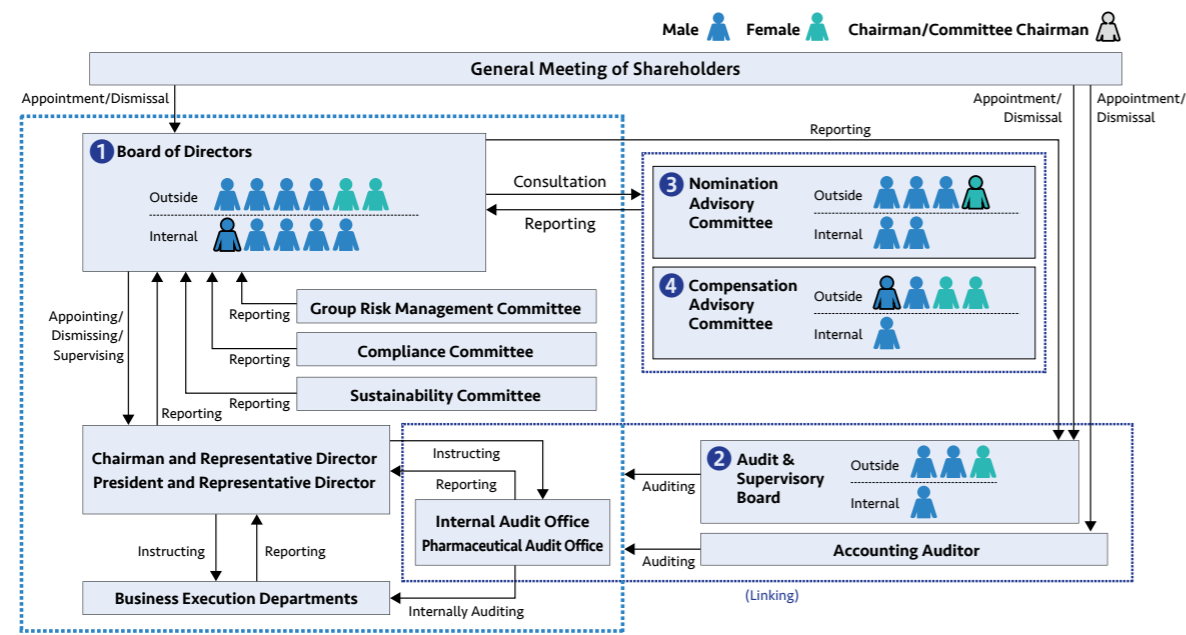 Male
Female
Chairman/Committee Chairman
General Meeting of Shareholders
Appointment/Dismissal
Appointment/
Dismissal
Appointment/
Dismissal
Reporting
1 Board of Directors
Outside
Internal
Consultation
Reporting
3 Nomination
Advisory
Committee
Outside
Internal
4 Compensation
Advisory
Committee
Outside
Internal
Appointing/
Dismissing/
Supervising
Reporting
Group Risk Management Committee
Reporting
Compliance Committee
Reporting
Sustainability Committee
Reporting
Chairman and Representative Director
President and Representative Director
Instructing
Reporting
Internal Audit Office
Pharmaceutical Audit Office
Auditing
2 Audit &
Supervisory
Board
Outside
Internal
Auditing
Accounting Auditor
Instructing
Reporting
Business Execution Departments
Internally Auditing
(Linking)